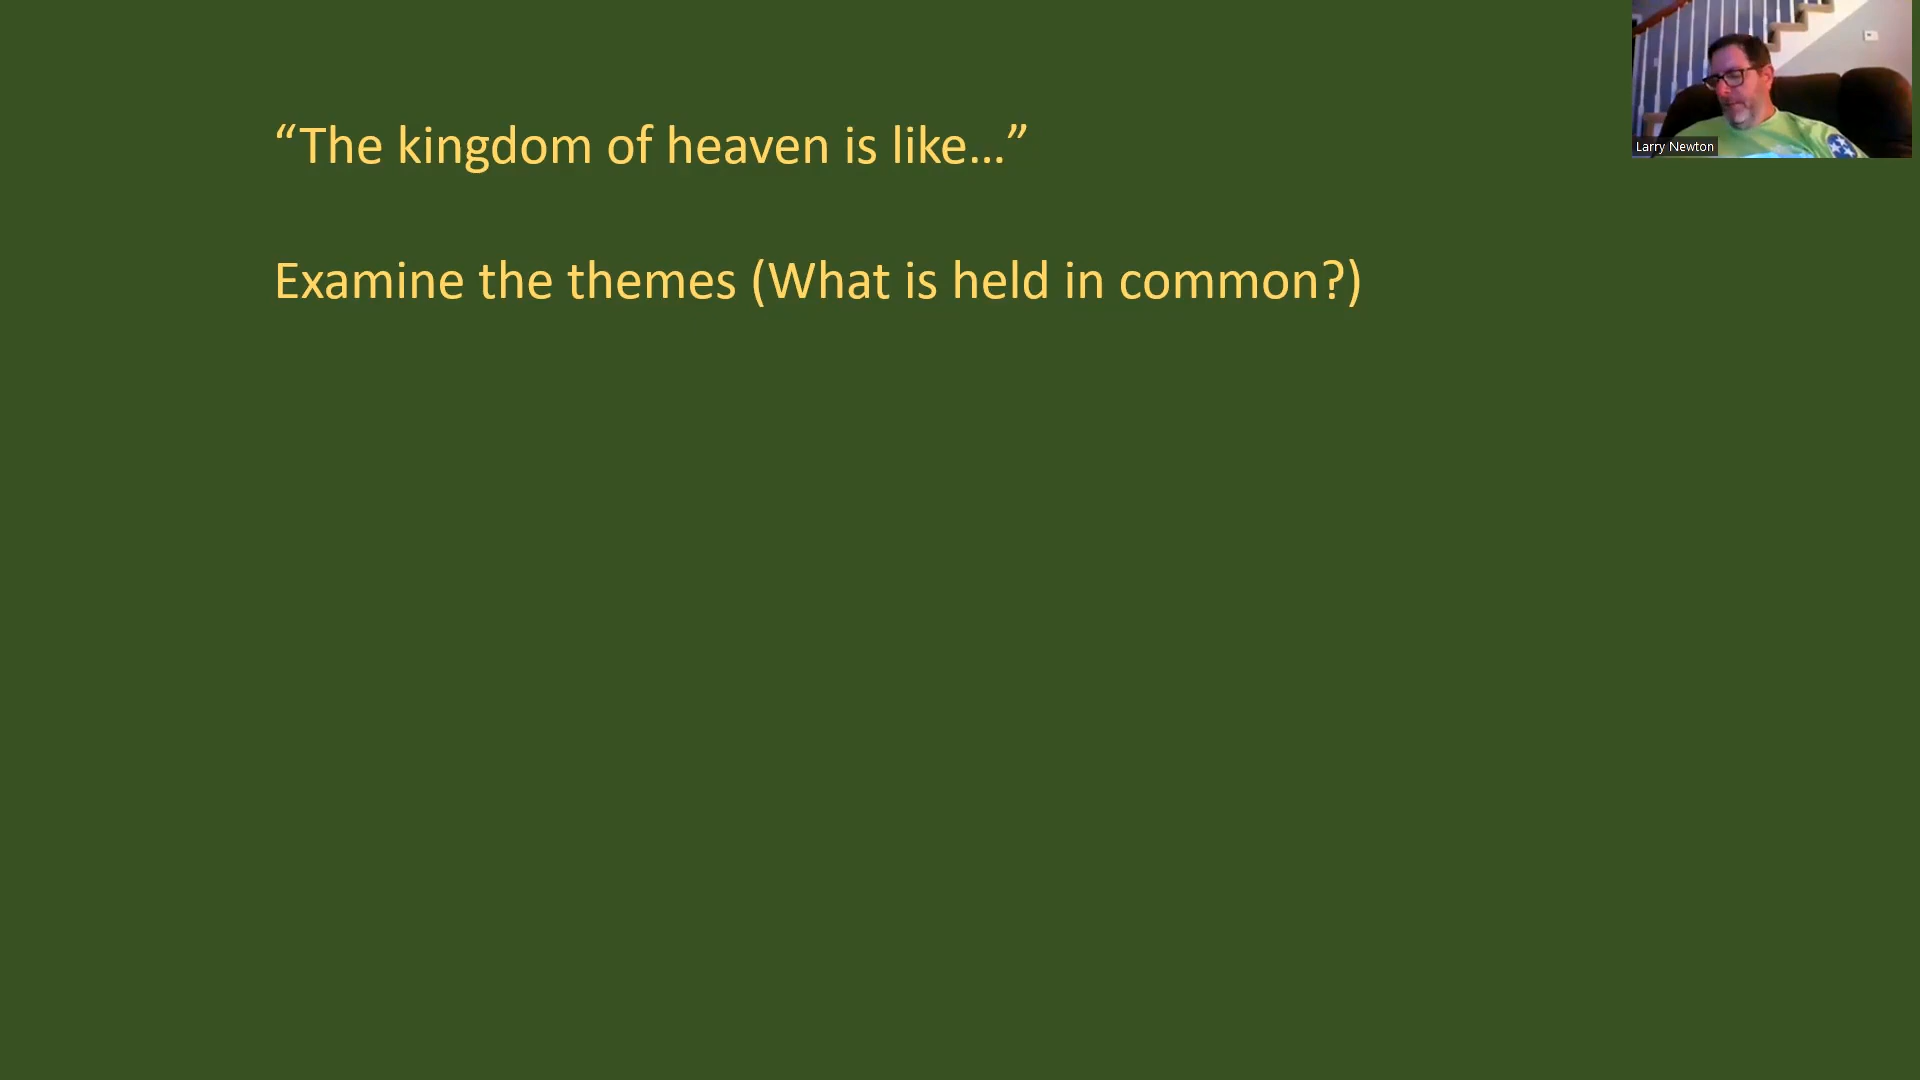 “The kingdom of heaven is like…”
Examine the themes (What is held in common?)
Larry Newton